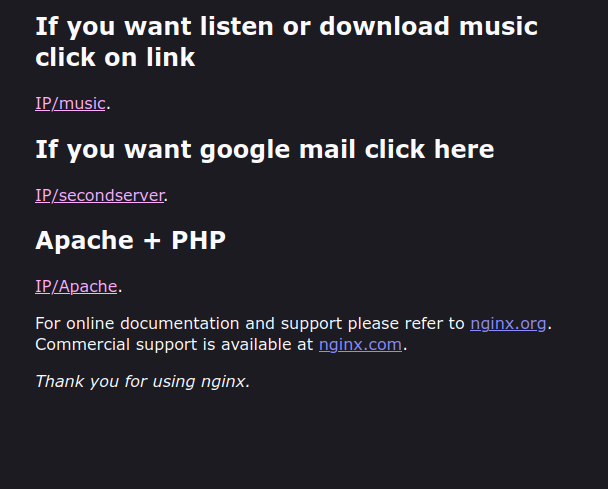 If you want listen or download music
click on link
IP/music.
If you want google mail click here
IP/secondserver.
Apache + PHP
IP/Apache.
For online documentation and support please refer to nginx.org.
Commercial support is available at nginx.com.
Thank you for using nginx.